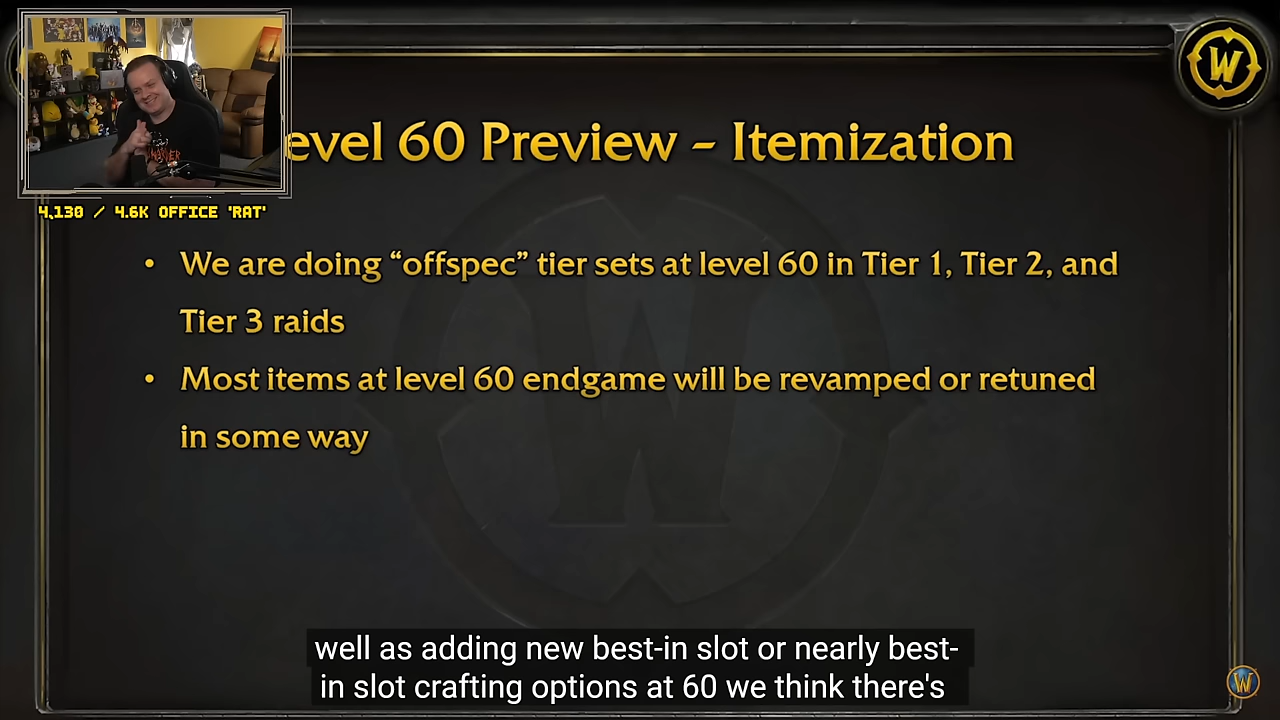 evel 60 Preview - Itemization
4,130 / 4.6K OFFICE 'RAT'
• We are doing “offspec” tier sets at level 60 in Tier 1, Tier 2, and
Tier 3 raids
• Most items at level 60 endgame will be revamped or retuned
in some way
well as adding new best-in slot or nearly best-
in slot crafting options at 60 we think there's